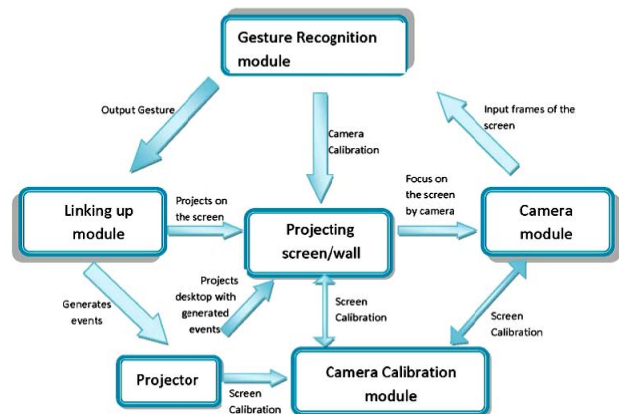 Gesture Recognition
module
Output Gesture
Camera
Calibration
Input frames of the
screen
Linking up
module
Projects on
the screen
Projecting
screen/wall
Focus on
the screen
by camera
Camera
module
Generates
events
Projects
desktop with
generated
events
Screen
Calibration
Screen
Calibration
Projector
Screen
Calibration
Camera Calibration
module